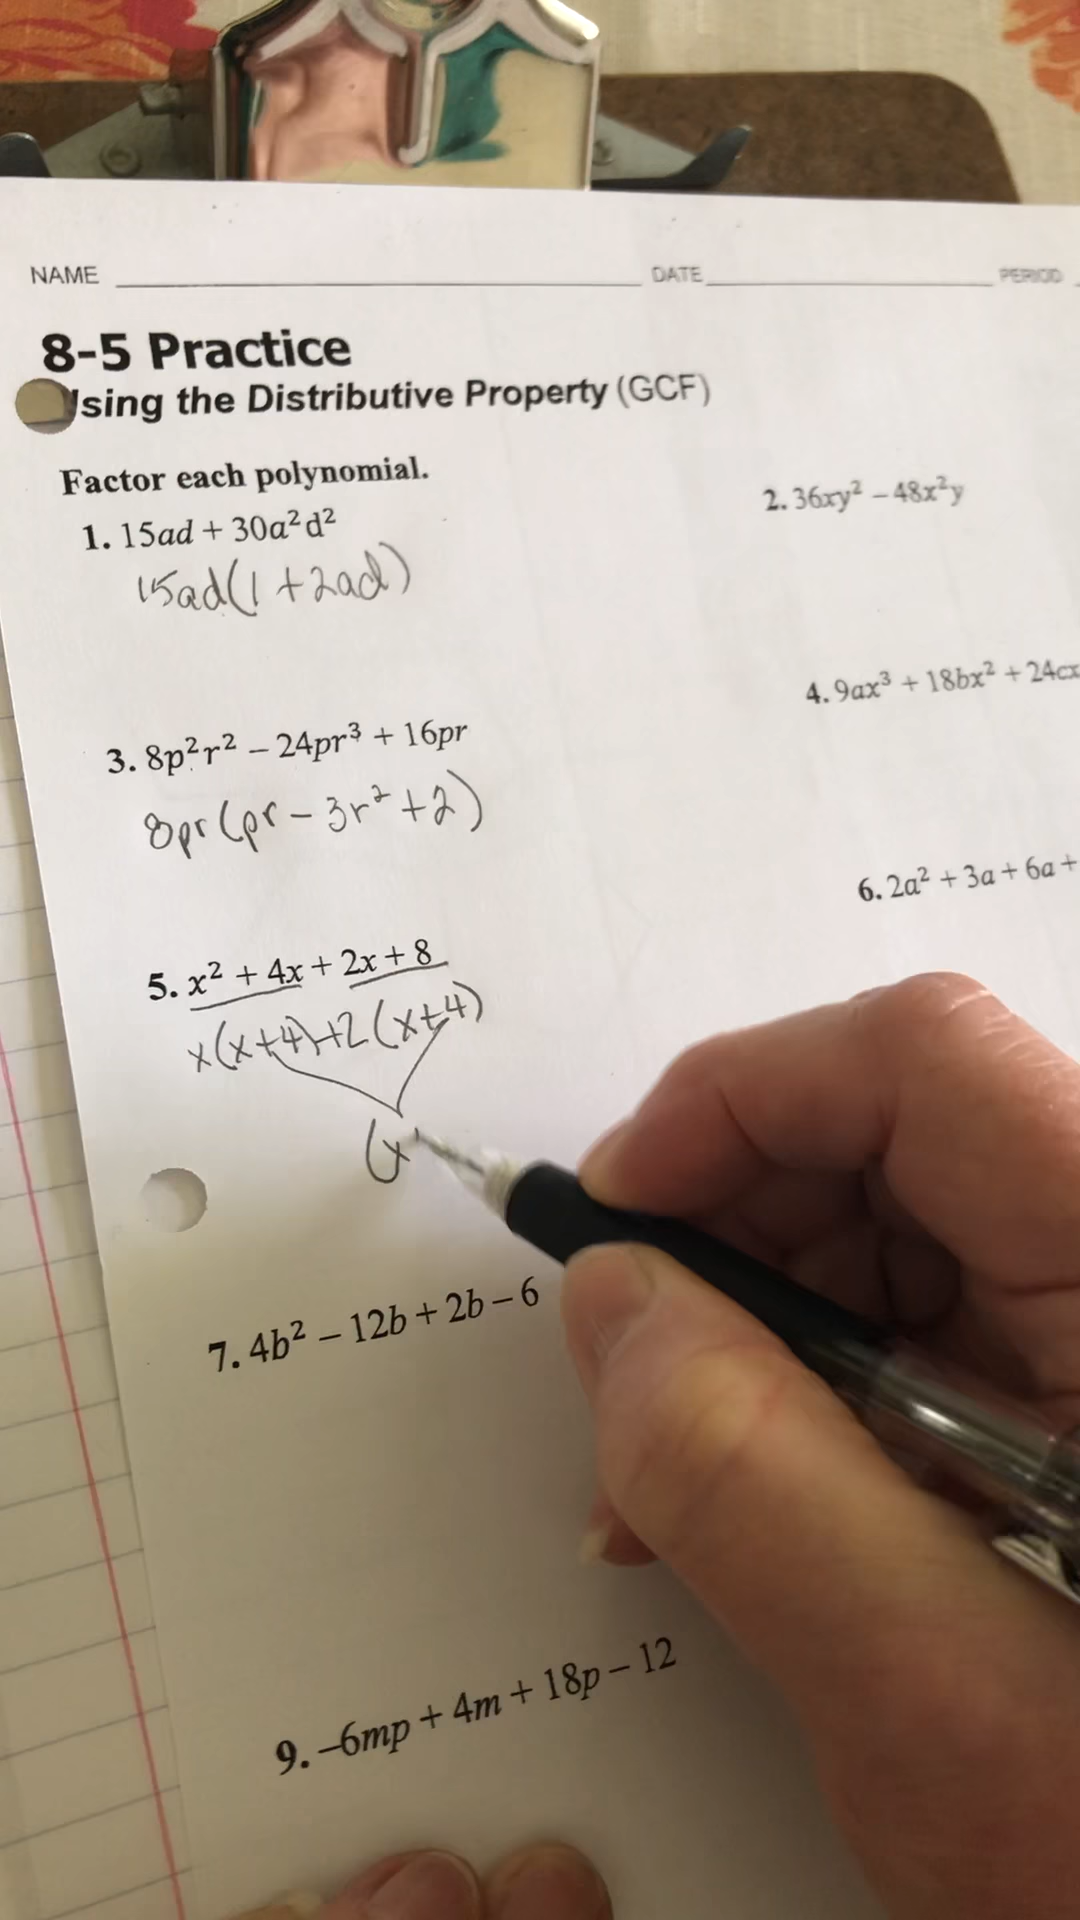 NAME DATE PERIOD
8-5 Practice
Using the Distributive Property (GCF)
Factor each polynomial.
1. 15ad + 30a²d²
15ad(1 + 2ad)
2. 36xy² – 48x²y
3. 8p²r² – 24pr³ + 16pr
8pr(pr – 3r² + 2)
4. 9ax³ + 18bx² + 24cx
5. x² + 4x + 2x + 8
x(x+4)+2(x+4)
(x
6. 2a² + 3a + 6a +
7. 4b² – 12b + 2b – 6
9. –6mp + 4m + 18p – 12